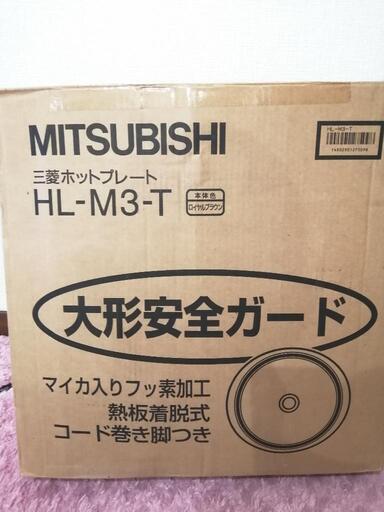 HL-M3-T
MITSUBISHI
三菱ホットプレート
HL-M3-T
本体色
ロイヤルブラウン
大形安全ガード
マイカ入りフッ素加工
熱板着脱式
コード巻き脚つき